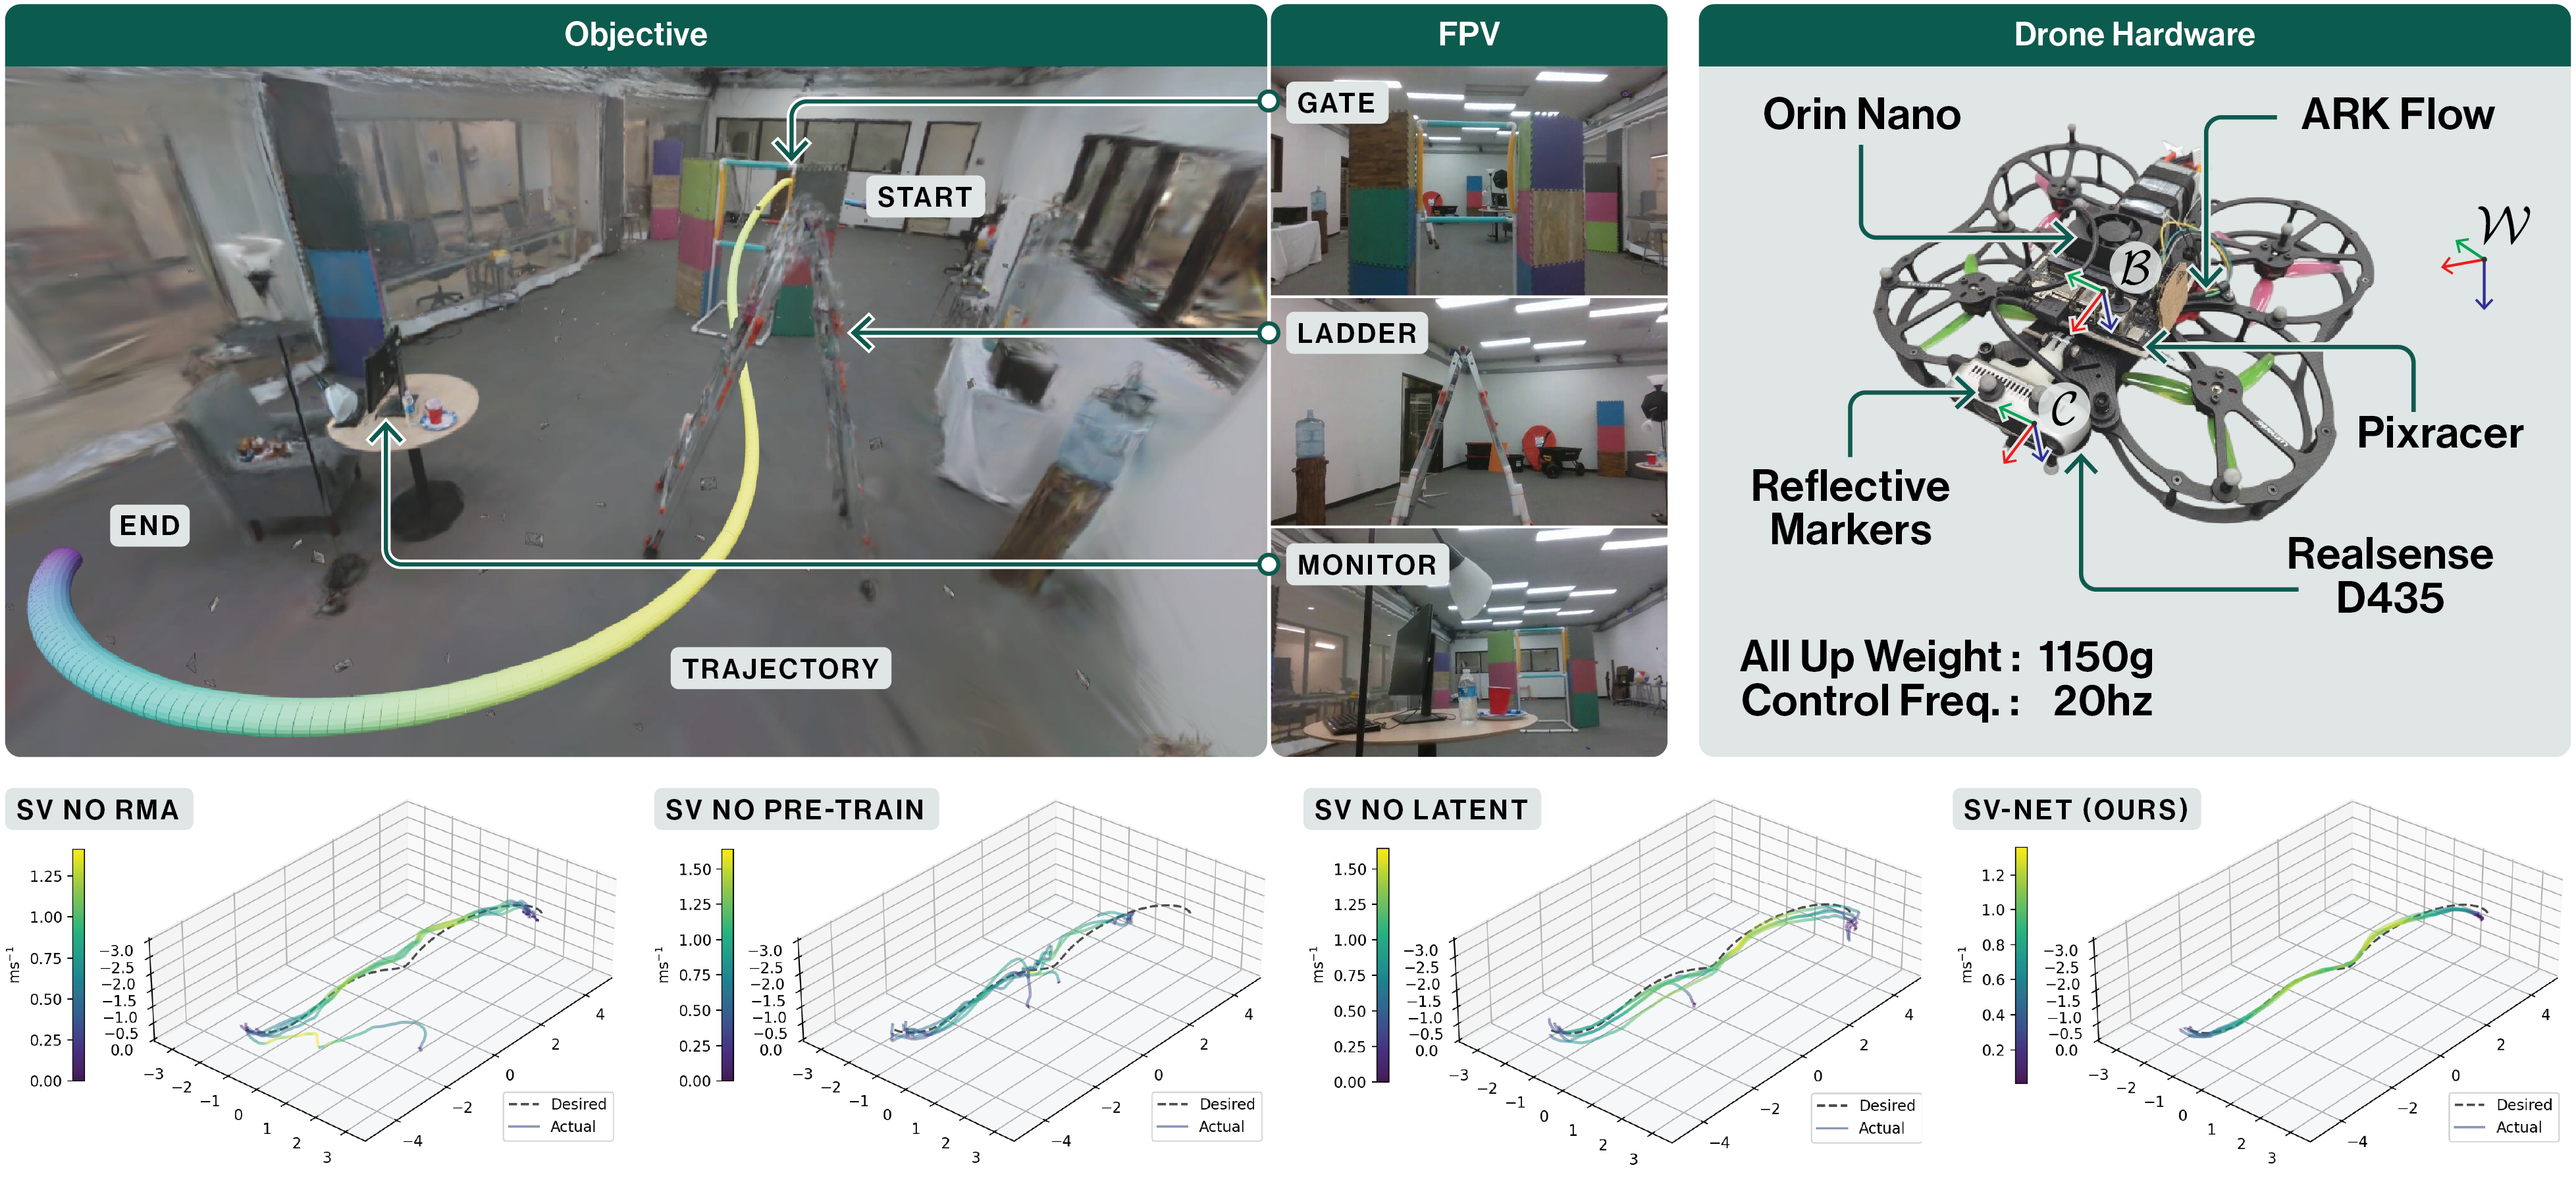 Objective
FPV
Drone Hardware
GATE
START
LADDER
MONITOR
END
TRAJECTORY
Orin Nano
ARK Flow
𝒲
ℬ
𝒞
Pixracer
Reflective
Markers
Realsense
D435
All Up Weight : 1150g
Control Freq. : 20hz
SV NO RMA
ms⁻¹
1.25
1.00
0.75
0.50
0.25
0.00
−3.0
−2.5
−2.0
−1.5
−1.0
−0.5
0.0
−3
−2
−1
0
1
2
3
−4
−2
0
2
4
Desired
Actual
SV NO PRE-TRAIN
ms⁻¹
1.50
1.25
1.00
0.75
0.50
0.25
0.00
−3.0
−2.5
−2.0
−1.5
−1.0
−0.5
0.0
−3
−2
−1
0
1
2
3
−4
−2
0
2
4
Desired
Actual
SV NO LATENT
ms⁻¹
1.50
1.25
1.00
0.75
0.50
0.25
0.00
−3.0
−2.5
−2.0
−1.5
−1.0
−0.5
0.0
−3
−2
−1
0
1
2
3
−4
−2
0
2
4
Desired
Actual
SV-NET (OURS)
ms⁻¹
1.2
1.0
0.8
0.6
0.4
0.2
−3.0
−2.5
−2.0
−1.5
−1.0
−0.5
0.0
−3
−2
−1
0
1
2
3
−4
−2
0
2
4
Desired
Actual